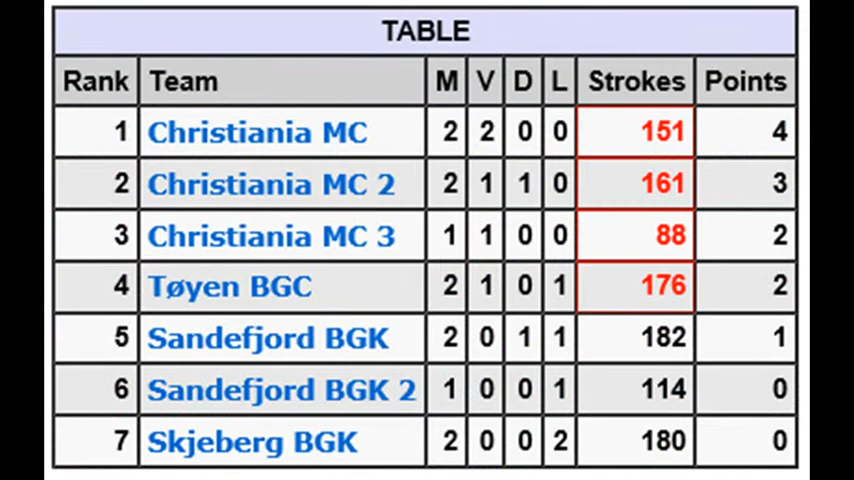 TABLE
Rank Team M V D L Strokes Points
1 Christiania MC 2 2 0 0 151 4
2 Christiania MC 2 2 1 1 0 161 3
3 Christiania MC 3 1 1 0 0 88 2
4 Tøyen BGC 2 1 0 1 176 2
5 Sandefjord BGK 2 0 1 1 182 1
6 Sandefjord BGK 2 1 0 0 1 114 0
7 Skjeberg BGK 2 0 0 2 180 0